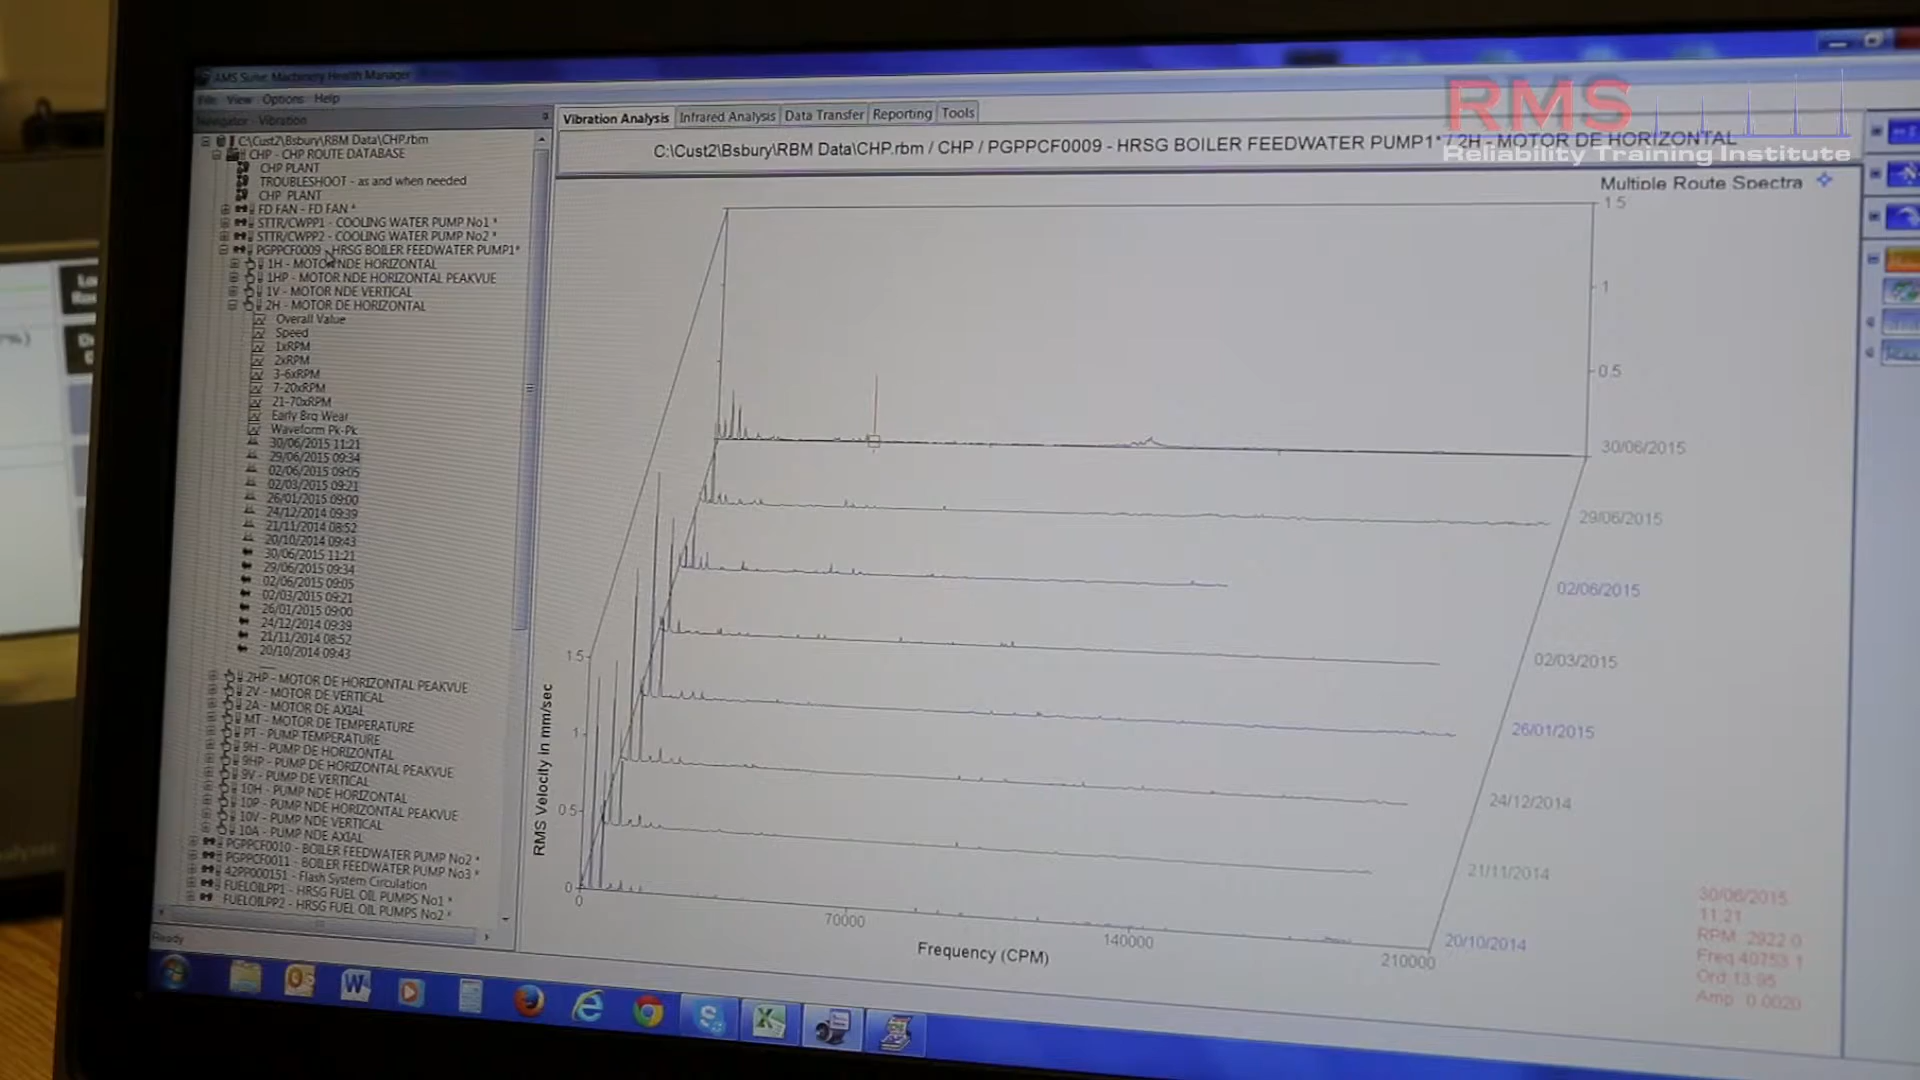 AMS Suite: Machinery Health Manager
File View Options Help
Navigator - Vibration
C:\Cust2\Bsbury\RBM Data\CHP.rbm
CHP - CHP ROUTE DATABASE
CHP PLANT
TROUBLESHOOT - as and when needed
CHP PLANT
FD FAN - FD FAN *
STTR/CWPP1 - COOLING WATER PUMP No1 *
STTR/CWPP2 - COOLING WATER PUMP No2 *
PGPPCF0009 - HRSG BOILER FEEDWATER PUMP1*
1H - MOTOR NDE HORIZONTAL
1HP - MOTOR NDE HORIZONTAL PEAKVUE
1V - MOTOR NDE VERTICAL
2H - MOTOR DE HORIZONTAL
Overall Value
Speed
1xRPM
2xRPM
3-6xRPM
7-20xRPM
21-70xRPM
Early Brg Wear
Waveform Pk-Pk
30/06/2015 11:21
29/06/2015 09:34
02/06/2015 09:05
02/03/2015 09:21
26/01/2015 09:00
24/12/2014 09:39
21/11/2014 08:52
20/10/2014 09:43
30/06/2015 11:21
29/06/2015 09:34
02/06/2015 09:05
02/03/2015 09:21
26/01/2015 09:00
24/12/2014 09:39
21/11/2014 08:52
20/10/2014 09:43
2HP - MOTOR DE HORIZONTAL PEAKVUE
2V - MOTOR DE VERTICAL
2A - MOTOR DE AXIAL
MT - MOTOR DE TEMPERATURE
PT - PUMP TEMPERATURE
9H - PUMP DE HORIZONTAL
9HP - PUMP DE HORIZONTAL PEAKVUE
9V - PUMP DE VERTICAL
10H - PUMP NDE HORIZONTAL
10P - PUMP NDE HORIZONTAL PEAKVUE
10V - PUMP NDE VERTICAL
10A - PUMP NDE AXIAL
PGPPCF0010 - BOILER FEEDWATER PUMP No2 *
PGPPCF0011 - BOILER FEEDWATER PUMP No3 *
42PP000151 - Flash System Circulation
FUELOILPP1 - HRSG FUEL OIL PUMPS No1 *
FUELOILPP2 - HRSG FUEL OIL PUMPS No2 *
Ready
Vibration Analysis Infrared Analysis Data Transfer Reporting Tools
C:\Cust2\Bsbury\RBM Data\CHP.rbm / CHP / PGPPCF0009 - HRSG BOILER FEEDWATER PUMP1* / 2H - MOTOR DE HORIZONTAL
RMS
Reliability Training Institute
Multiple Route Spectra
1.5
1
0.5
30/06/2015
29/06/2015
02/06/2015
02/03/2015
26/01/2015
24/12/2014
21/11/2014
20/10/2014
1.5
1
0.5
0
RMS Velocity in mm/sec
0
70000
140000
210000
Frequency (CPM)
30/06/2015
11:21
RPM: 2922.0
Freq 40753.1
Ord 13.95
Amp 0.0020